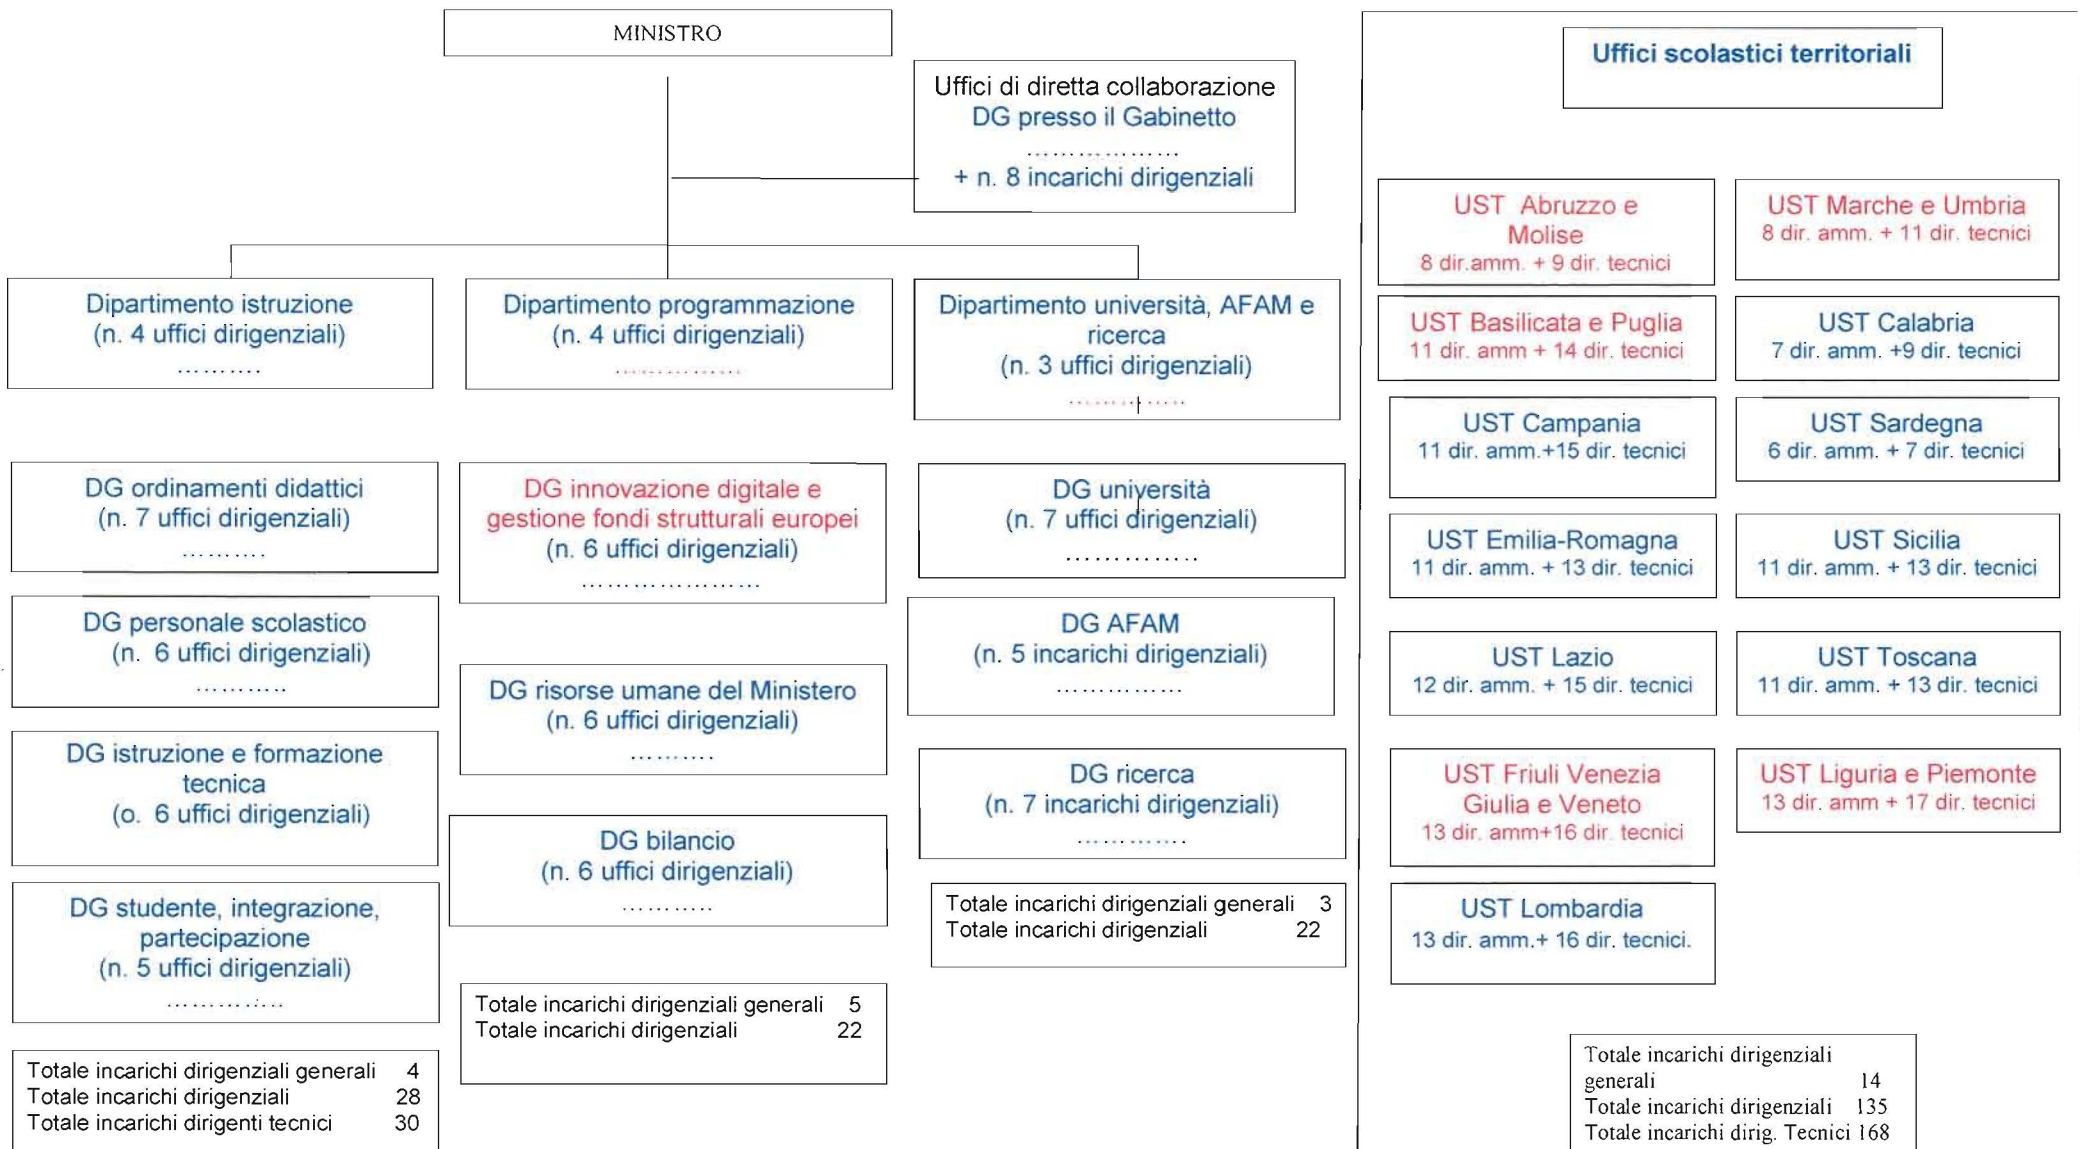 MINISTRO
Uffici di diretta collaborazione
DG presso il Gabinetto
………………
+ n. 8 incarichi dirigenziali
Dipartimento istruzione
(n. 4 uffici dirigenziali)
……….
Dipartimento programmazione
(n. 4 uffici dirigenziali)
…………..
Dipartimento università, AFAM e
ricerca
(n. 3 uffici dirigenziali)
…………..
DG ordinamenti didattici
(n. 7 uffici dirigenziali)
……….
DG personale scolastico
(n. 6 uffici dirigenziali)
………..
DG istruzione e formazione
tecnica
(o. 6 uffici dirigenziali)
DG studente, integrazione,
partecipazione
(n. 5 uffici dirigenziali)
…………..
Totale incarichi dirigenziali generali 4
Totale incarichi dirigenziali 28
Totale incarichi dirigenti tecnici 30
DG innovazione digitale e
gestione fondi strutturali europei
(n. 6 uffici dirigenziali)
…………………
DG risorse umane del Ministero
(n. 6 uffici dirigenziali)
……….
DG bilancio
(n. 6 uffici dirigenziali)
………..
Totale incarichi dirigenziali generali 5
Totale incarichi dirigenziali 22
DG università
(n. 7 uffici dirigenziali)
…………..
DG AFAM
(n. 5 incarichi dirigenziali)
……………
DG ricerca
(n. 7 incarichi dirigenziali)
………….
Totale incarichi dirigenziali generali 3
Totale incarichi dirigenziali 22
Uffici scolastici territoriali
UST Abruzzo e
Molise
8 dir.amm. + 9 dir. tecnici
UST Marche e Umbria
8 dir. amm. + 11 dir. tecnici
UST Basilicata e Puglia
11 dir. amm + 14 dir. tecnici
UST Calabria
7 dir. amm. +9 dir. tecnici
UST Campania
11 dir. amm.+15 dir. tecnici
UST Sardegna
6 dir. amm. + 7 dir. tecnici
UST Emilia-Romagna
11 dir. amm. + 13 dir. tecnici
UST Sicilia
11 dir. amm. + 13 dir. tecnici
UST Lazio
12 dir. amm. + 15 dir. tecnici
UST Toscana
11 dir. amm. + 13 dir. tecnici
UST Friuli Venezia
Giulia e Veneto
13 dir. amm+16 dir. tecnici
UST Liguria e Piemonte
13 dir. amm + 17 dir. tecnici
UST Lombardia
13 dir. amm.+ 16 dir. tecnici.
Totale incarichi dirigenziali
generali 14
Totale incarichi dirigenziali 135
Totale incarichi dirig. Tecnici 168